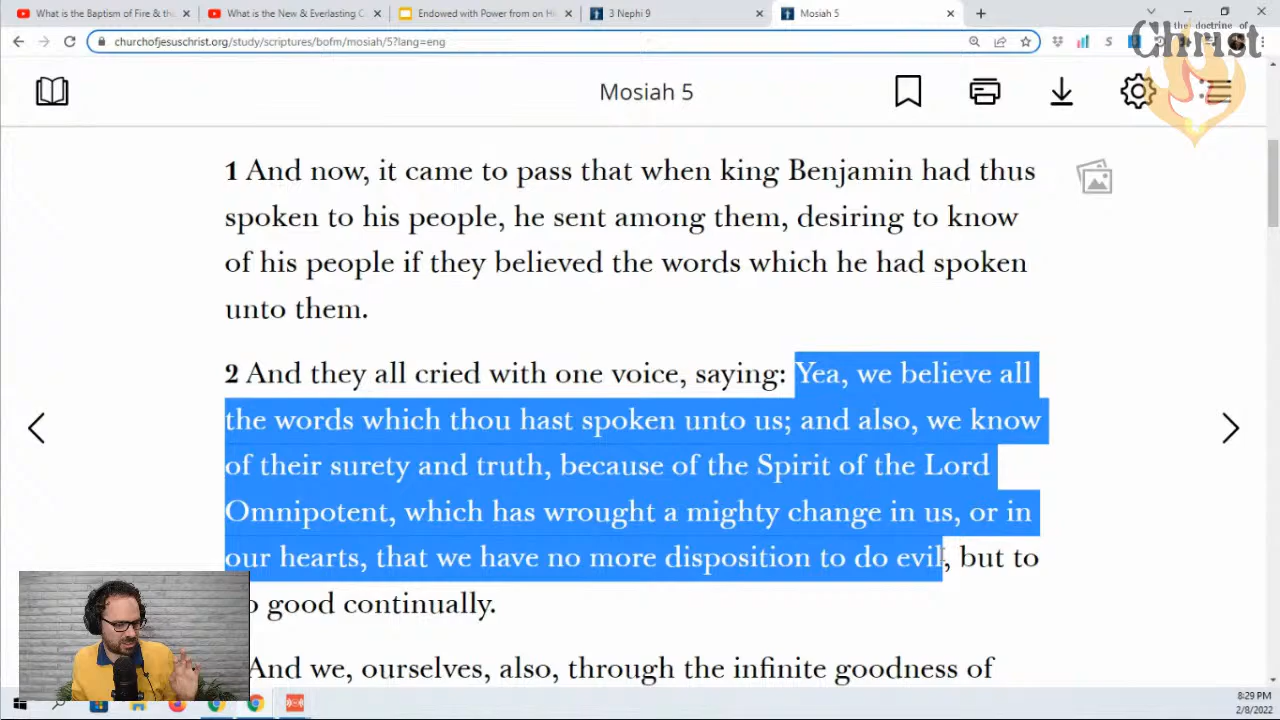 What is the Baptism of Fire & th
What is the New & Everlasting C
Endowed with Power from on Hi
3 Nephi 9
Mosiah 5
churchofjesuschrist.org/study/scriptures/bofm/mosiah/5?lang=eng
the doctrine of
Christ
Mosiah 5
1 And now, it came to pass that when king Benjamin had thus
spoken to his people, he sent among them, desiring to know
of his people if they believed the words which he had spoken
unto them.
2 And they all cried with one voice, saying: Yea, we believe all
the words which thou hast spoken unto us; and also, we know
of their surety and truth, because of the Spirit of the Lord
Omnipotent, which has wrought a mighty change in us, or in
our hearts, that we have no more disposition to do evil, but to
o good continually.
And we, ourselves, also, through the infinite goodness of
8:29 PM
2/8/2022